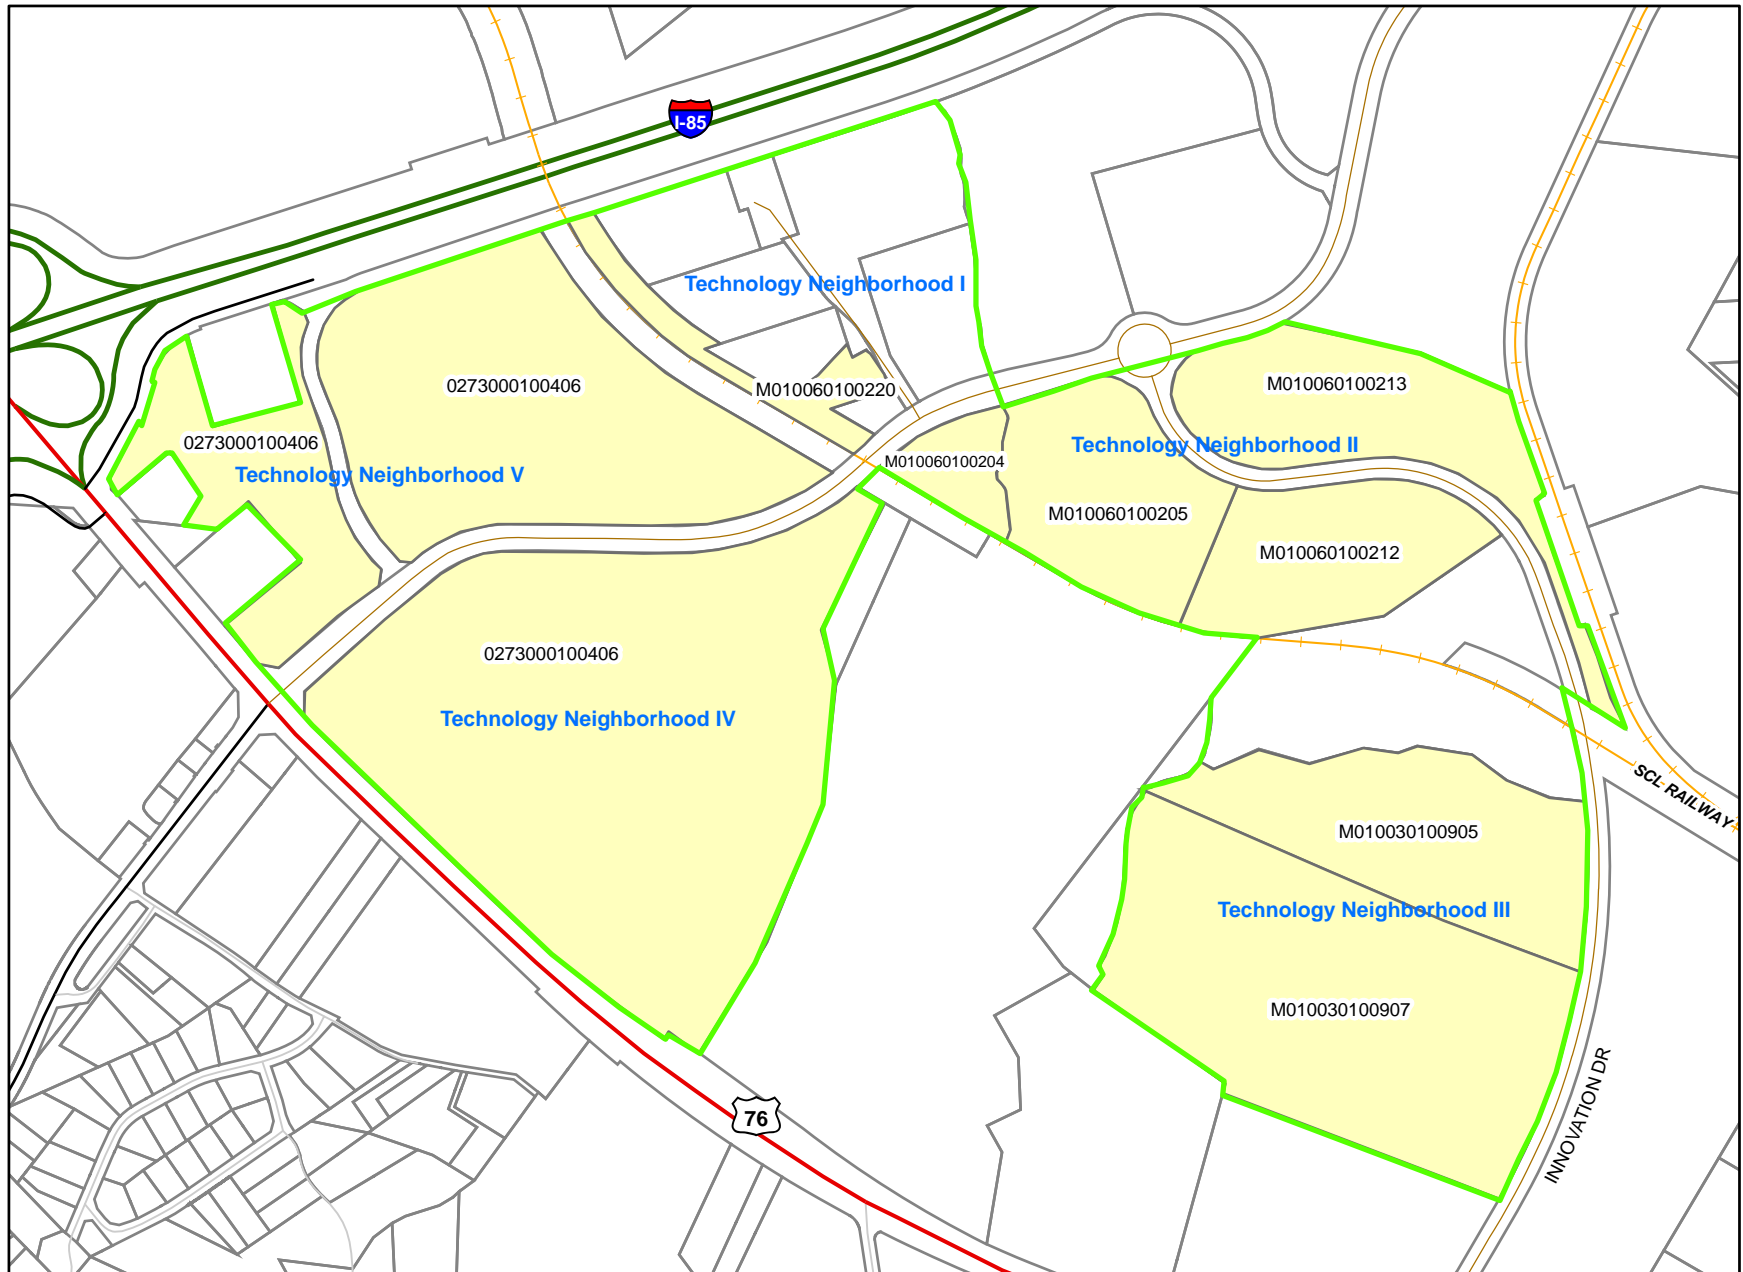 I-85
Technology Neighborhood I
0273000100406
M010060100220
M010060100213
0273000100406
Technology Neighborhood II
M010060100204
Technology Neighborhood V
M010060100205
M010060100212
0273000100406
Technology Neighborhood IV
SCL RAILWAY
M010030100905
Technology Neighborhood III
M010030100907
INNOVATION DR
76